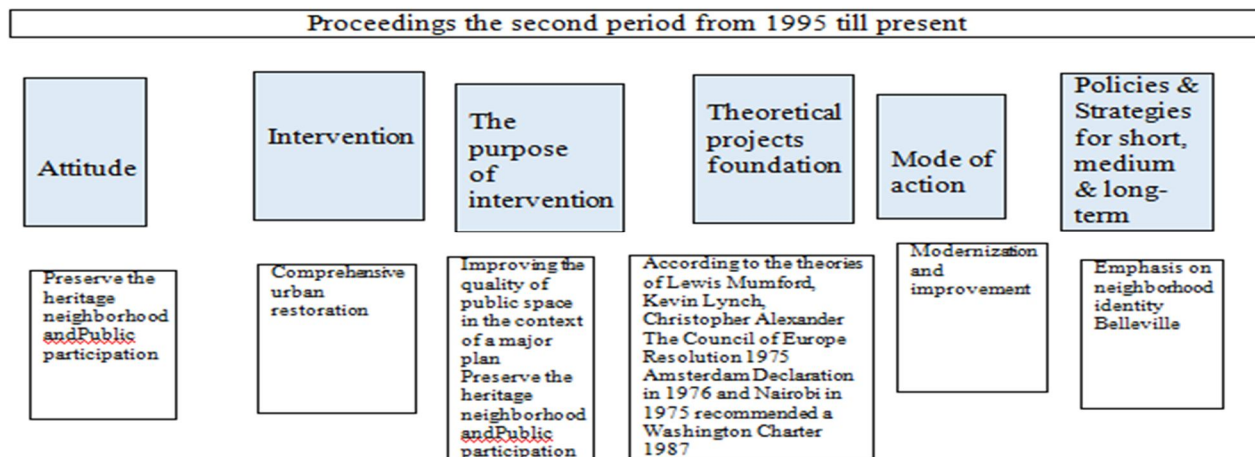 Proceedings the second period from 1995 till present
Attitude
Intervention
The
purpose
of
intervention
Theoretical
projects
foundation
Mode of
action
Policies &
Strategies
for short,
medium
& long-
term
Preserve the
heritage
neighborhood
andPublic
participation
Comprehensive
urban
restoration
Improving the
quality of
public space
in the context
of a major
plan
Preserve the
heritage
neighborhood
andPublic
participation
According to the theories
of Lewis Mumford,
Kevin Lynch,
Christopher Alexander
The Council of Europe
Resolution 1975
Amsterdam Declaration
in 1976 and Nairobi in
1975 recommended a
Washington Charter
1987
Modernization
and
improvement
Emphasis on
neighborhood
identity
Belleville